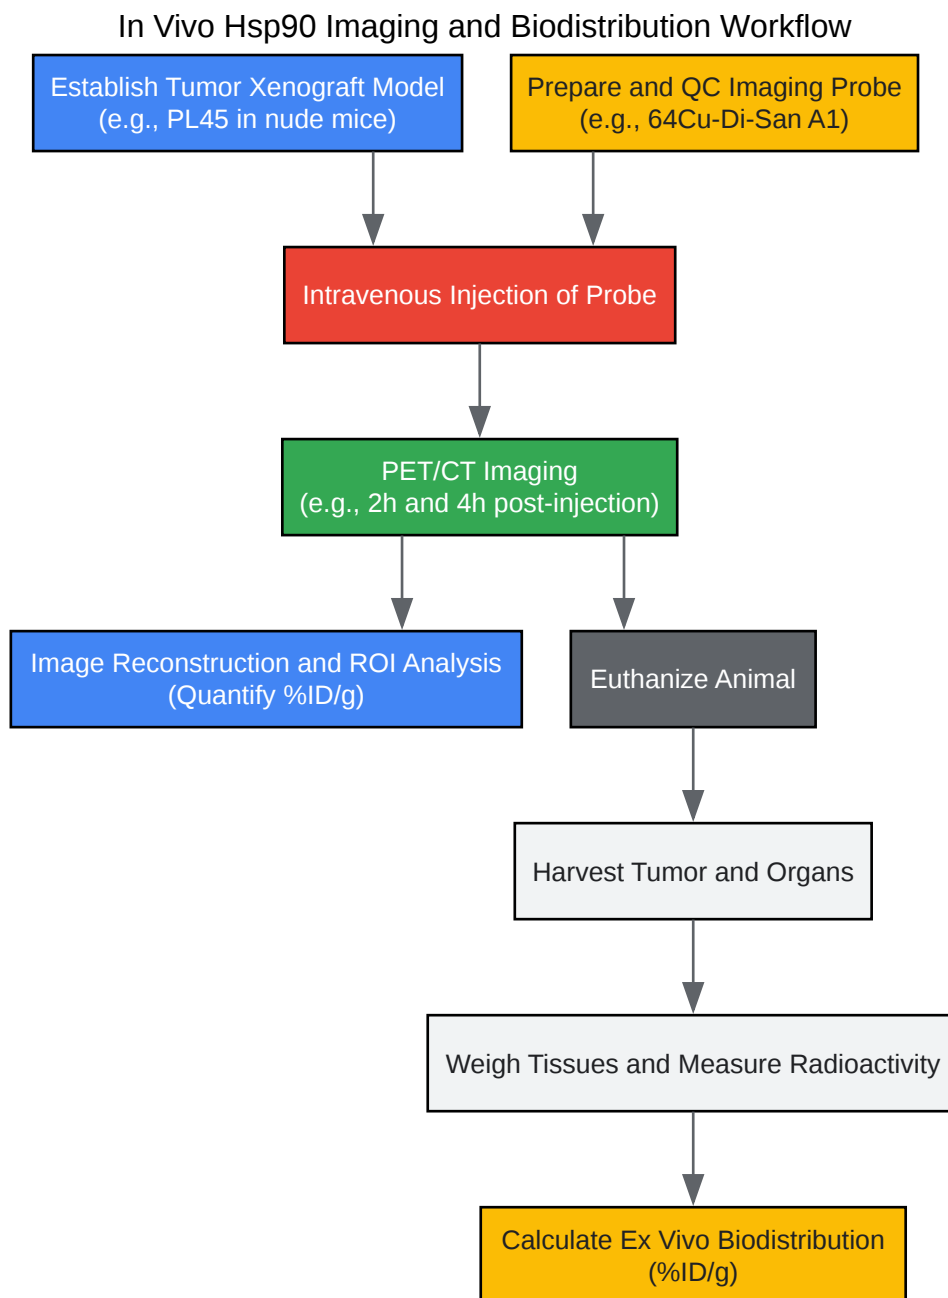 In Vivo Hsp90 Imaging and Biodistribution Workflow
Establish Tumor Xenograft Model
(e.g., PL45 in nude mice)
Prepare and QC Imaging Probe
(e.g., 64Cu-Di-San A1)
Intravenous Injection of Probe
PET/CT Imaging
(e.g., 2h and 4h post-injection)
Image Reconstruction and ROI Analysis
(Quantify %ID/g)
Euthanize Animal
Harvest Tumor and Organs
Weigh Tissues and Measure Radioactivity
Calculate Ex Vivo Biodistribution
(%ID/g)